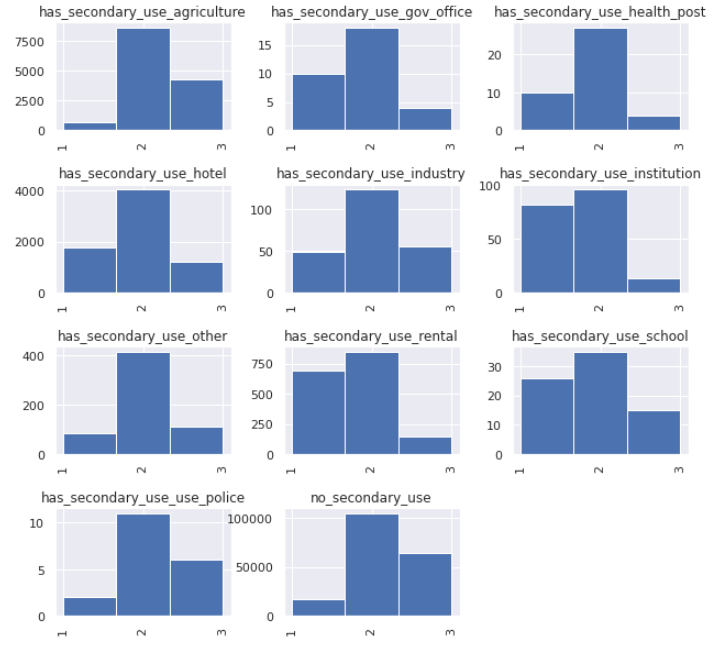 has_secondary_use_agriculture
7500
5000
2500
0
1 2 3
has_secondary_use_gov_office
15
10
5
0
1 2 3
has_secondary_use_health_post
20
10
0
1 2 3
has_secondary_use_hotel
4000
2000
0
1 2 3
has_secondary_use_industry
100
50
0
1 2 3
has_secondary_use_institution
100
50
0
1 2 3
has_secondary_use_other
400
200
0
1 2 3
has_secondary_use_rental
750
500
250
0
1 2 3
has_secondary_use_school
30
20
10
0
1 2 3
has_secondary_use_use_police
10
5
0
1 2 3
no_secondary_use
100000
50000
0
1 2 3